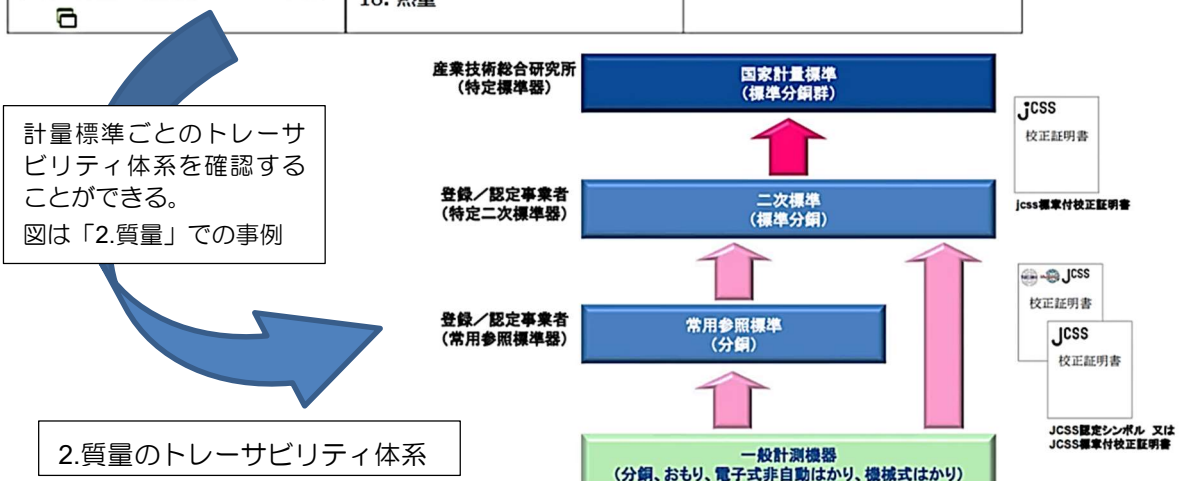 16. 熱量
産業技術総合研究所
(特定標準器)
国家計量標準
(標準分銅群)
jcss
校正証明書
jcss標章付校正証明書
計量標準ごとのトレーサ
ビリティ体系を確認する
ことができる。
図は「2.質量」での事例
登録／認定事業者
(特定二次標準器)
二次標準
(標準分銅)
登録／認定事業者
(常用参照標準器)
常用参照標準
(分銅)
JCSS
校正証明書
JCSS
校正証明書
JCSS認定シンボル 又は
JCSS標章付校正証明書
2.質量のトレーサビリティ体系
一般計測機器
(分銅、おもり、電子式非自動はかり、機械式はかり)